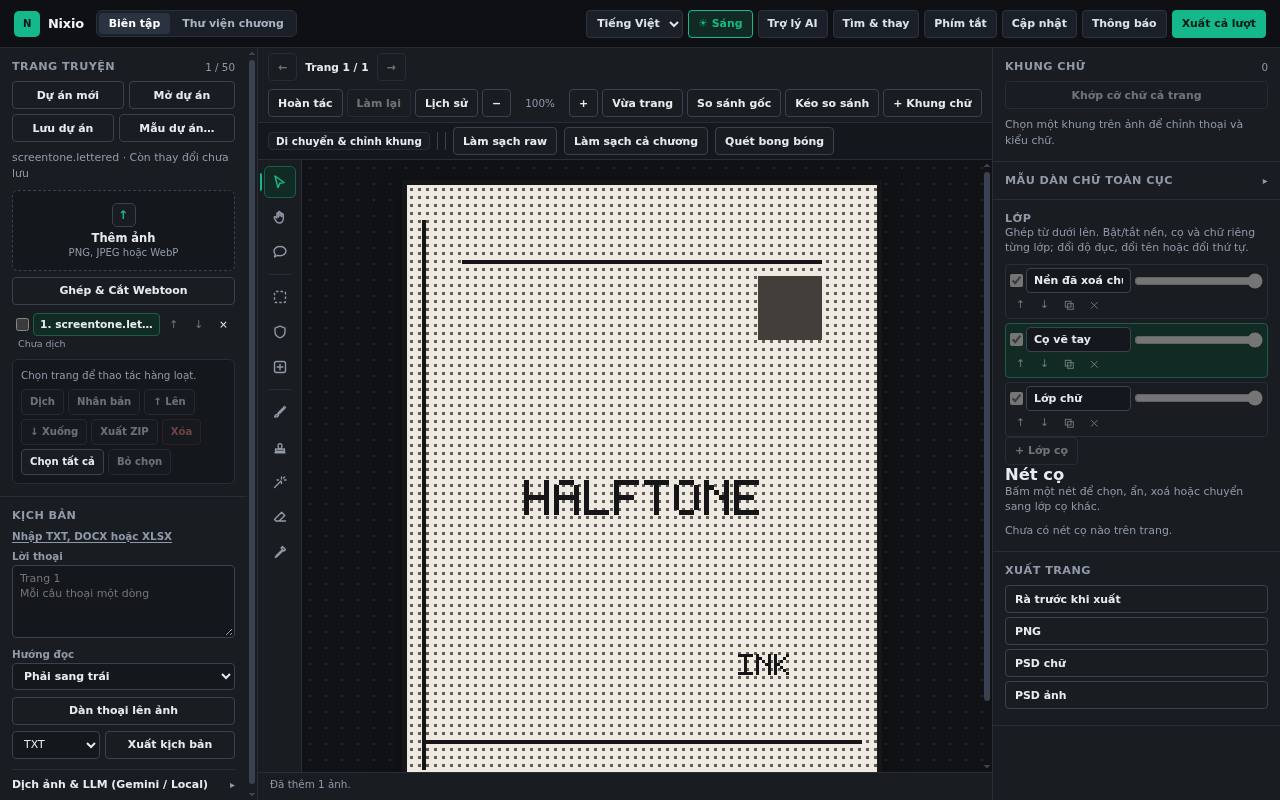 N Nixio Biên tập Thư viện chương Tiếng Việt ☀ Sáng Trợ lý AI Tìm & thay Phím tắt Cập nhật Thông báo Xuất cả lượt
TRANG TRUYỆN 1 / 50
Dự án mới Mở dự án
Lưu dự án Mẫu dự án…
screentone.lettered · Còn thay đổi chưa
lưu
↑
Thêm ảnh
PNG, JPEG hoặc WebP
Ghép & Cắt Webtoon
1. screentone.let… ↑ ↓ ×
Chưa dịch
Chọn trang để thao tác hàng loạt.
Dịch Nhân bản ↑ Lên
↓ Xuống Xuất ZIP Xóa
Chọn tất cả Bỏ chọn
KỊCH BẢN
Nhập TXT, DOCX hoặc XLSX
Lời thoại
Trang 1
Mỗi câu thoại một dòng
Hướng đọc
Phải sang trái
Dàn thoại lên ảnh
TXT Xuất kịch bản
Dịch ảnh & LLM (Gemini / Local) ▸
← Trang 1 / 1 →
Hoàn tác Làm lại Lịch sử − 100% + Vừa trang So sánh gốc Kéo so sánh + Khung chữ
Di chuyển & chỉnh khung Làm sạch raw Làm sạch cả chương Quét bong bóng
HALFTONE
INK
Đã thêm 1 ảnh.
KHUNG CHỮ 0
Khớp cỡ chữ cả trang
Chọn một khung trên ảnh để chỉnh thoại và
kiểu chữ.
MẪU DÀN CHỮ TOÀN CỤC ▸
LỚP
Ghép từ dưới lên. Bật/tắt nền, cọ và chữ riêng
từng lớp; đổi độ dục, đổi tên hoặc đổi thứ tự.
Nền đã xoá chữ
↑ ↓
Cọ vẽ tay
↑ ↓
Lớp chữ
↑ ↓
+ Lớp cọ
Nét cọ
Bấm một nét để chọn, ẩn, xoá hoặc chuyển
sang lớp cọ khác.
Chưa có nét cọ nào trên trang.
XUẤT TRANG
Rà trước khi xuất
PNG
PSD chữ
PSD ảnh